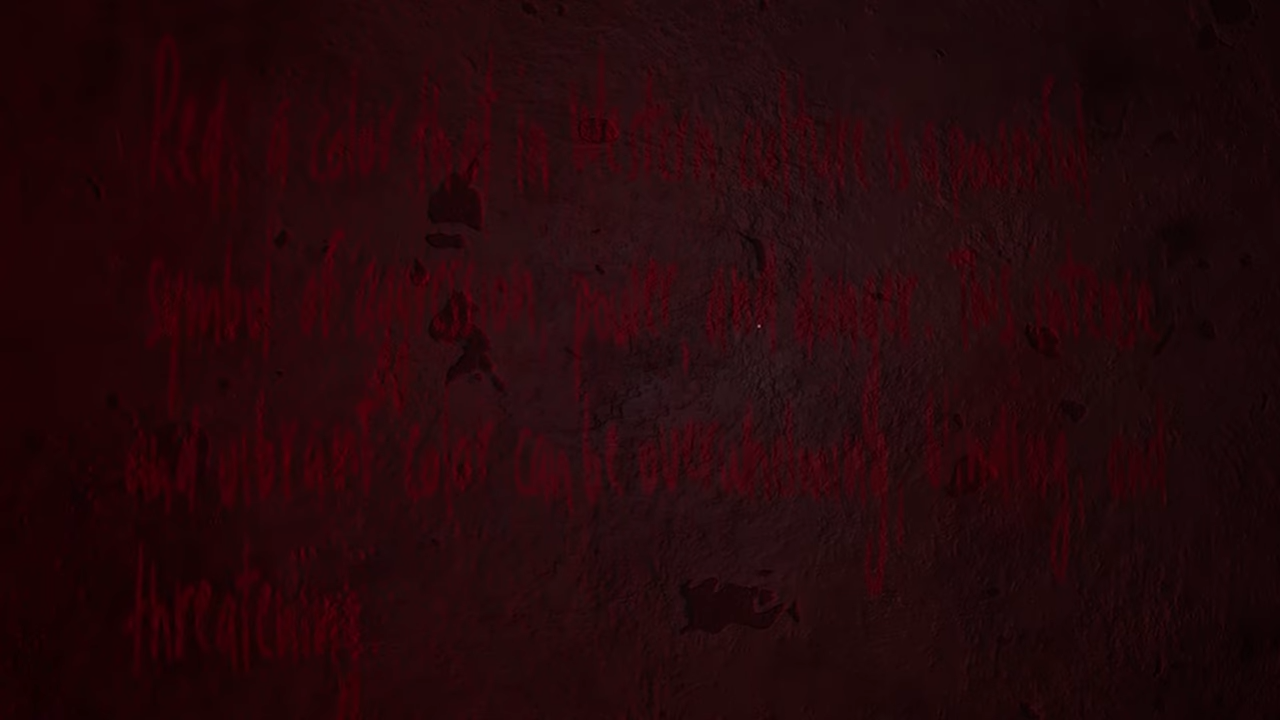 Red, a color that in western culture is a powerful
symbol of aggression, power and danger. This intense
and vibrant color can be overwhelming, and
threatening